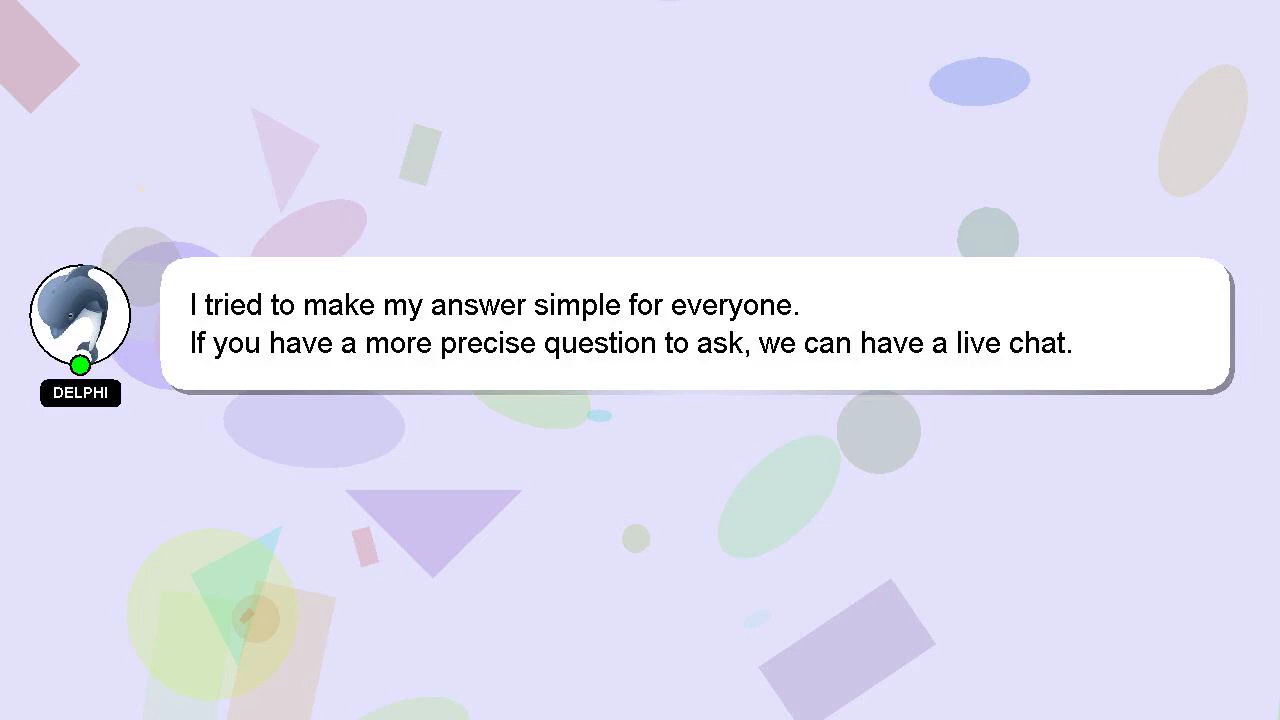 I tried to make my answer simple for everyone.
If you have a more precise question to ask, we can have a live chat.
DELPHI